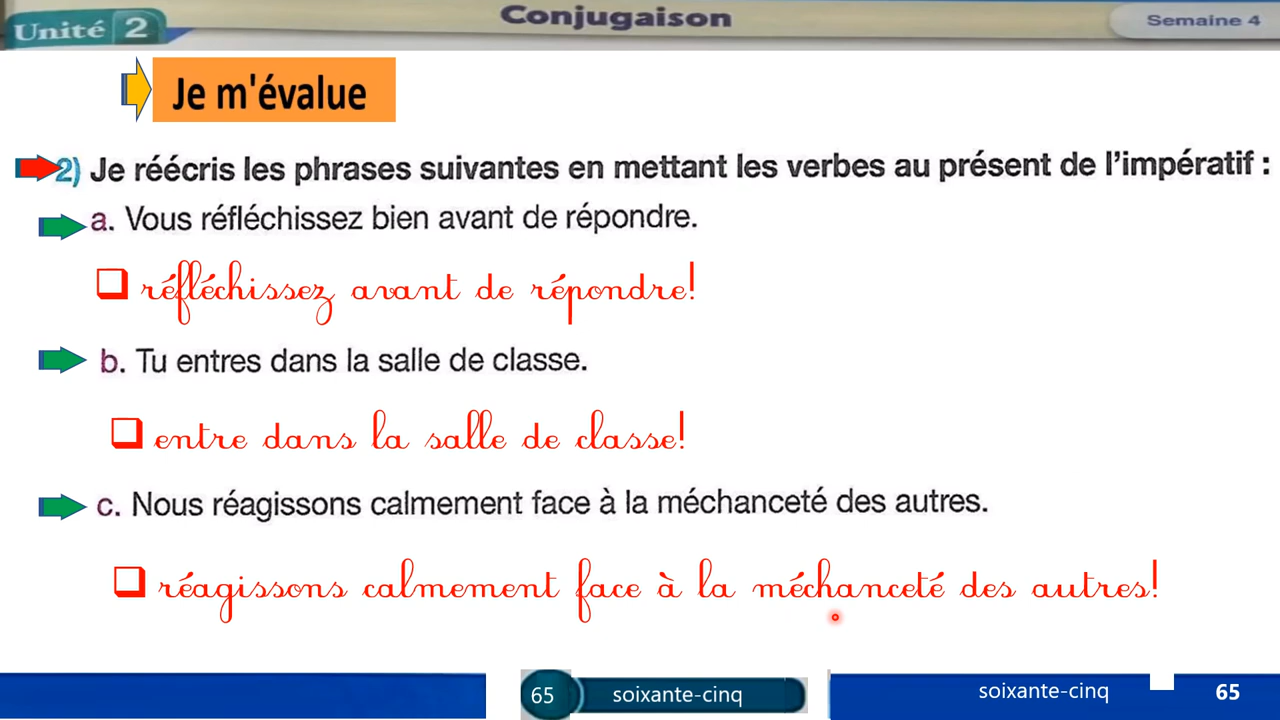 Unité 2
Conjugaison
Semaine 4
Je m'évalue
2) Je réécris les phrases suivantes en mettant les verbes au présent de l'impératif :
a. Vous réfléchissez bien avant de répondre.
réfléchissez avant de répondre!
b. Tu entres dans la salle de classe.
entre dans la salle de classe!
c. Nous réagissons calmement face à la méchanceté des autres.
réagissons calmement face à la méchanceté des autres!
65 soixante-cinq
soixante-cinq 65